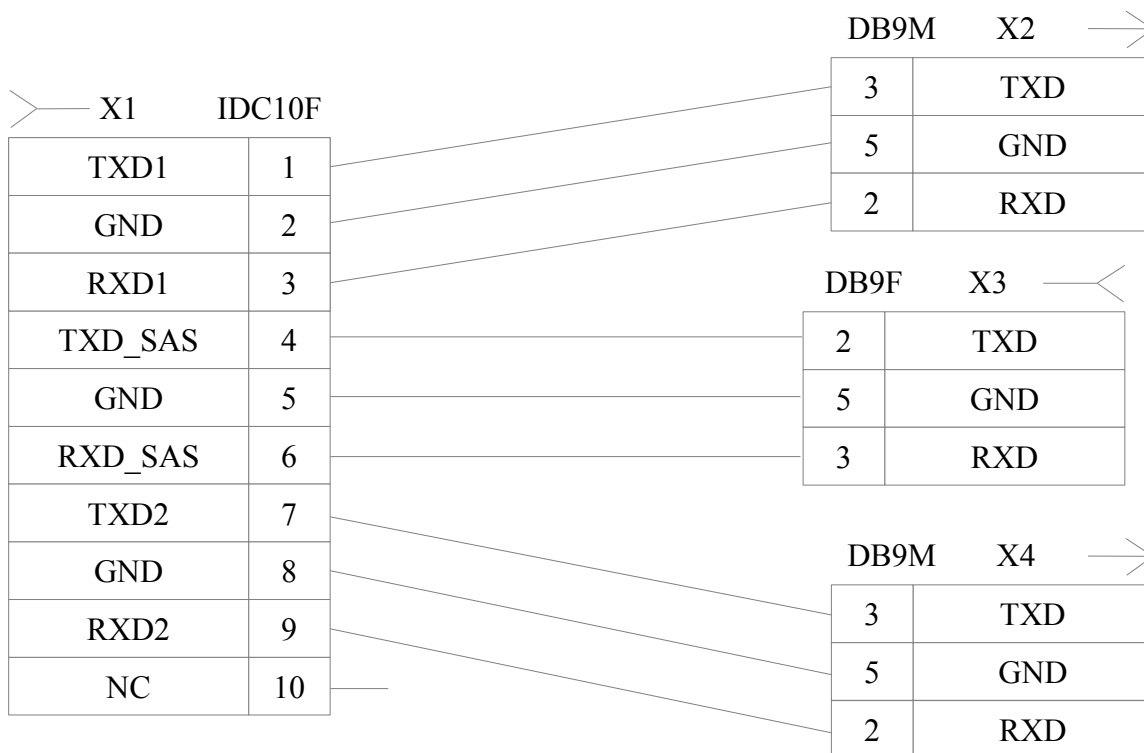 X1 IDC10F
TXD1 1
GND 2
RXD1 3
TXD_SAS 4
GND 5
RXD_SAS 6
TXD2 7
GND 8
RXD2 9
NC 10
DB9M X2
3 TXD
5 GND
2 RXD
DB9F X3
2 TXD
5 GND
3 RXD
DB9M X4
3 TXD
5 GND
2 RXD